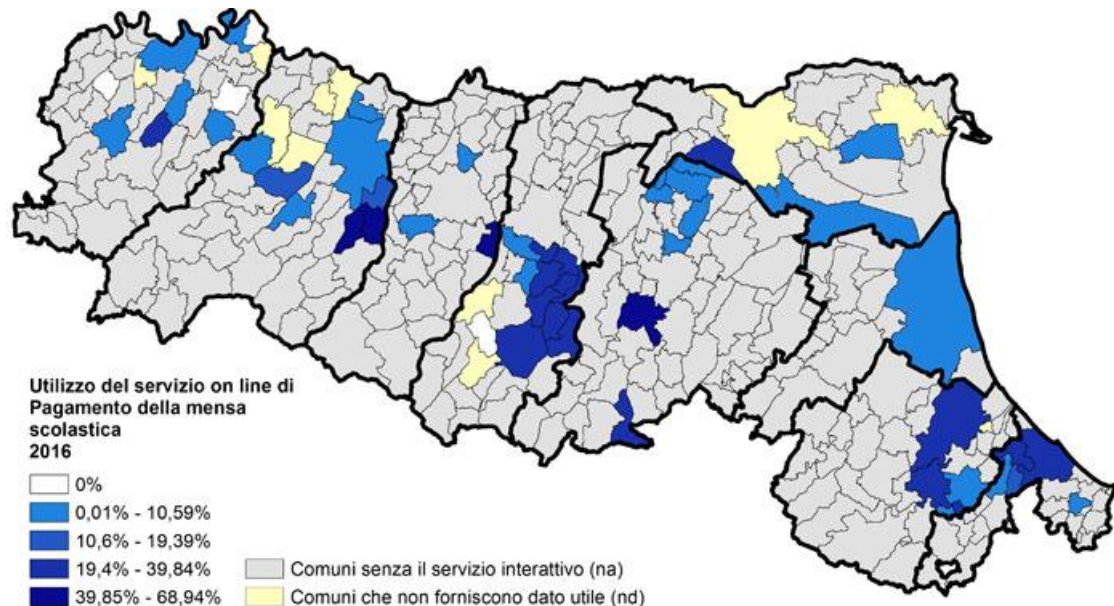 Utilizzo del servizio on line di
Pagamento della mensa
scolastica
2016
0%
0,01% - 10,59%
10,6% - 19,39%
19,4% - 39,84%
39,85% - 68,94%
Comuni senza il servizio interattivo (na)
Comuni che non forniscono dato utile (nd)